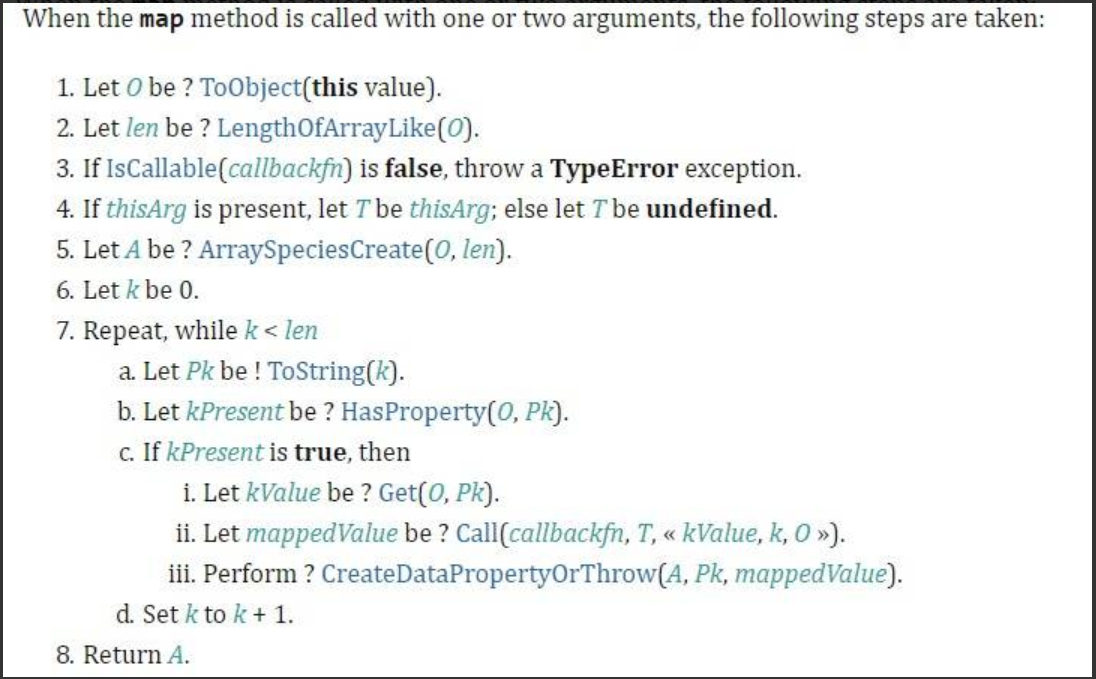 When the map method is called with one or two arguments, the following steps are taken:
1. Let O be ? ToObject(this value).
2. Let len be ? LengthOfArrayLike(O).
3. If IsCallable(callbackfn) is false, throw a TypeError exception.
4. If thisArg is present, let T be thisArg; else let T be undefined.
5. Let A be ? ArraySpeciesCreate(O, len).
6. Let k be 0.
7. Repeat, while k < len
a. Let Pk be ! ToString(k).
b. Let kPresent be ? HasProperty(O, Pk).
c. If kPresent is true, then
i. Let kValue be ? Get(O, Pk).
ii. Let mappedValue be ? Call(callbackfn, T, « kValue, k, O »).
iii. Perform ? CreateDataPropertyOrThrow(A, Pk, mappedValue).
d. Set k to k + 1.
8. Return A.